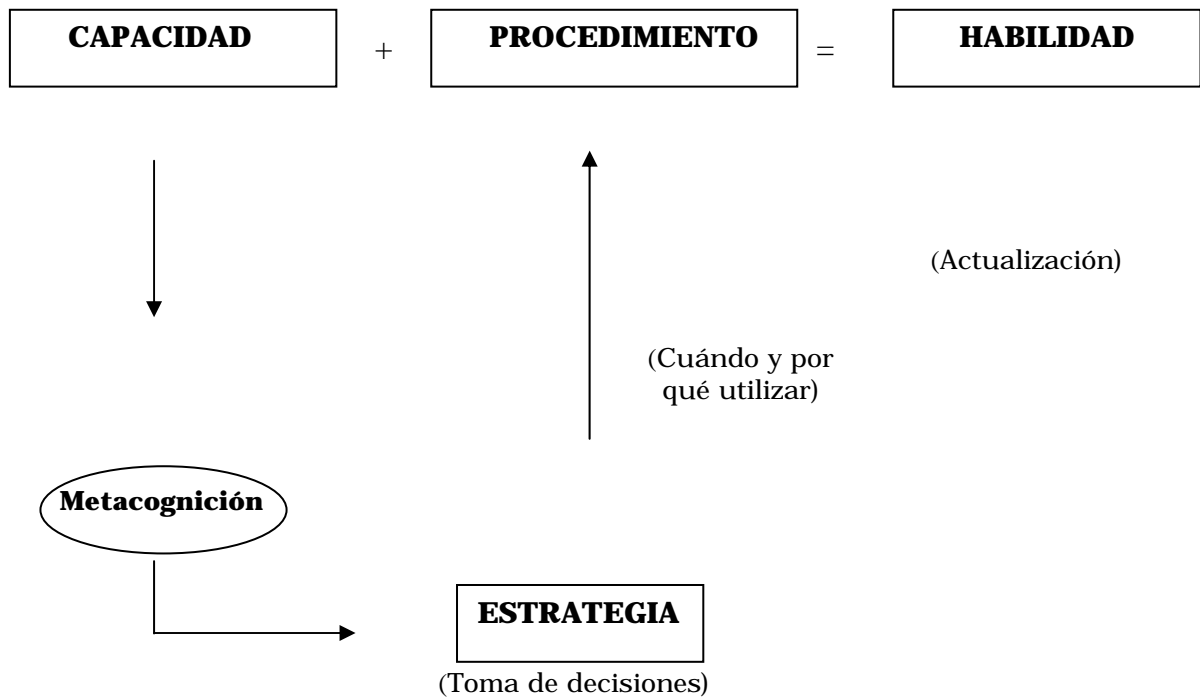 CAPACIDAD + PROCEDIMIENTO = HABILIDAD
(Actualización)
(Cuándo y por
qué utilizar)
Metacognición
ESTRATEGIA
(Toma de decisiones)